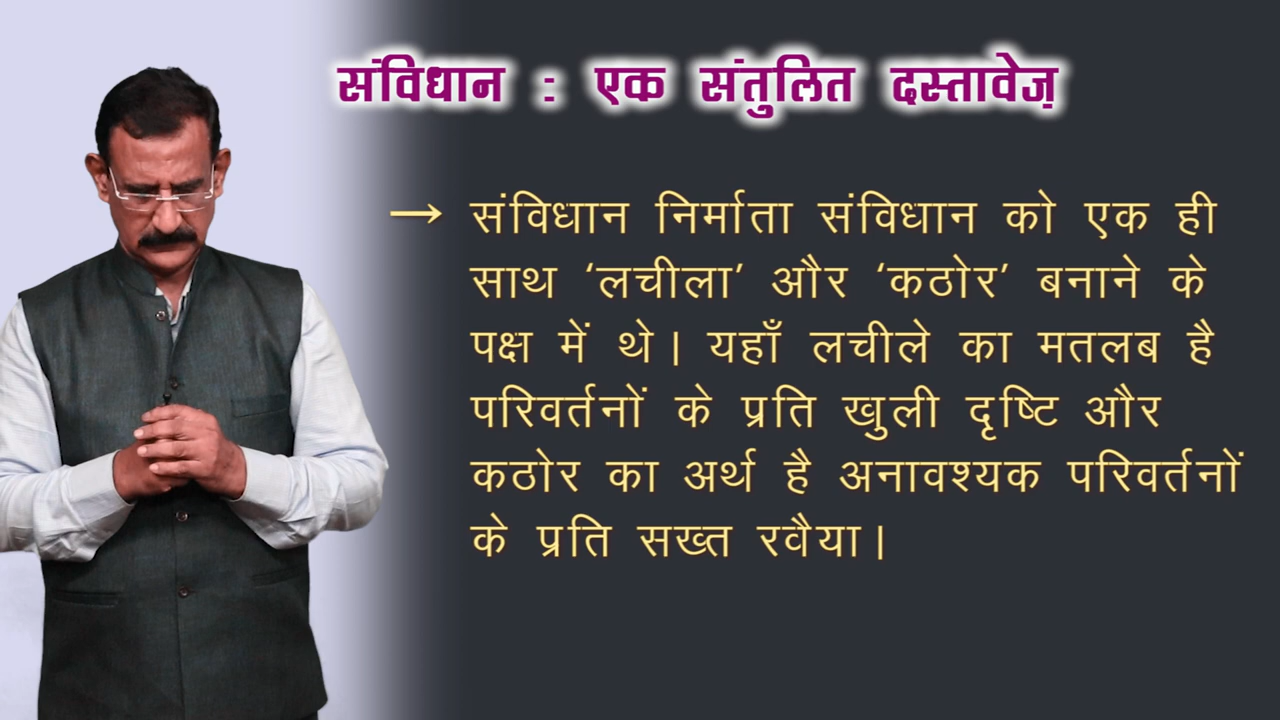 संविधान : एक संतुलित दस्तावेज़
→ संविधान निर्माता संविधान को एक ही
साथ ‘लचीला’ और ‘कठोर’ बनाने के
पक्ष में थे। यहाँ लचीले का मतलब है
परिवर्तनों के प्रति खुली दृष्टि और
कठोर का अर्थ है अनावश्यक परिवर्तनों
के प्रति सख्त रवैया।